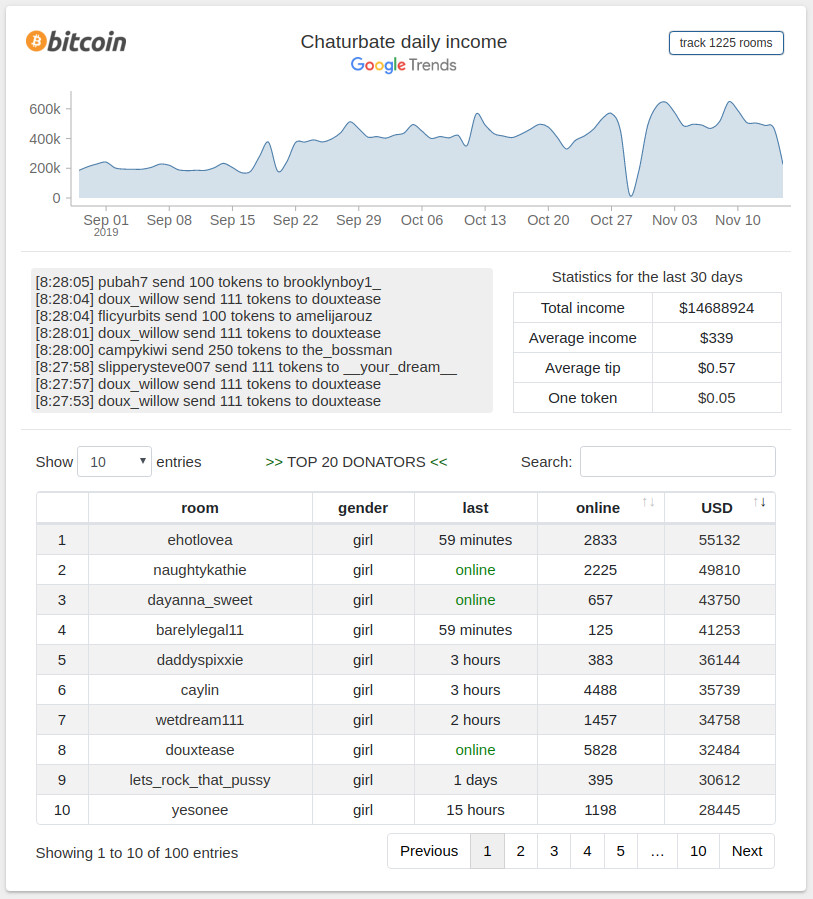 bitcoin
Chaturbate daily income
track 1225 rooms
Google Trends
600k
400k
200k
0
Sep 01 Sep 08 Sep 15 Sep 22 Sep 29 Oct 06 Oct 13 Oct 20 Oct 27 Nov 03 Nov 10
2019
[8:28:05] pubah7 send 100 tokens to brooklynboy1_
[8:28:04] doux_willow send 111 tokens to douxtease
[8:28:04] flicyurbits send 100 tokens to amelijarouz
[8:28:01] doux_willow send 111 tokens to douxtease
[8:28:00] campykiwi send 250 tokens to the_bossman
[8:27:58] slipperysteve007 send 111 tokens to __your_dream__
[8:27:57] doux_willow send 111 tokens to douxtease
[8:27:53] doux_willow send 111 tokens to douxtease
Statistics for the last 30 days
Total income $14688924
Average income $339
Average tip $0.57
One token $0.05
Show 10 entries >> TOP 20 DONATORS << Search:
room gender last online ↑↓ USD ↑↓
1 ehotlovea girl 59 minutes 2833 55132
2 naughtykathie girl online 2225 49810
3 dayanna_sweet girl online 657 43750
4 barelylegal11 girl 59 minutes 125 41253
5 daddyspixxie girl 3 hours 383 36144
6 caylin girl 3 hours 4488 35739
7 wetdream111 girl 2 hours 1457 34758
8 douxtease girl online 5828 32484
9 lets_rock_that_pussy girl 1 days 395 30612
10 yesonee girl 15 hours 1198 28445
Showing 1 to 10 of 100 entries
Previous 1 2 3 4 5 … 10 Next